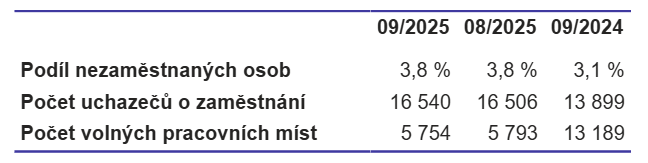 09/2025 08/2025 09/2024
Podíl nezaměstnaných osob 3,8 % 3,8 % 3,1 %
Počet uchazečů o zaměstnání 16 540 16 506 13 899
Počet volných pracovních míst 5 754 5 793 13 189